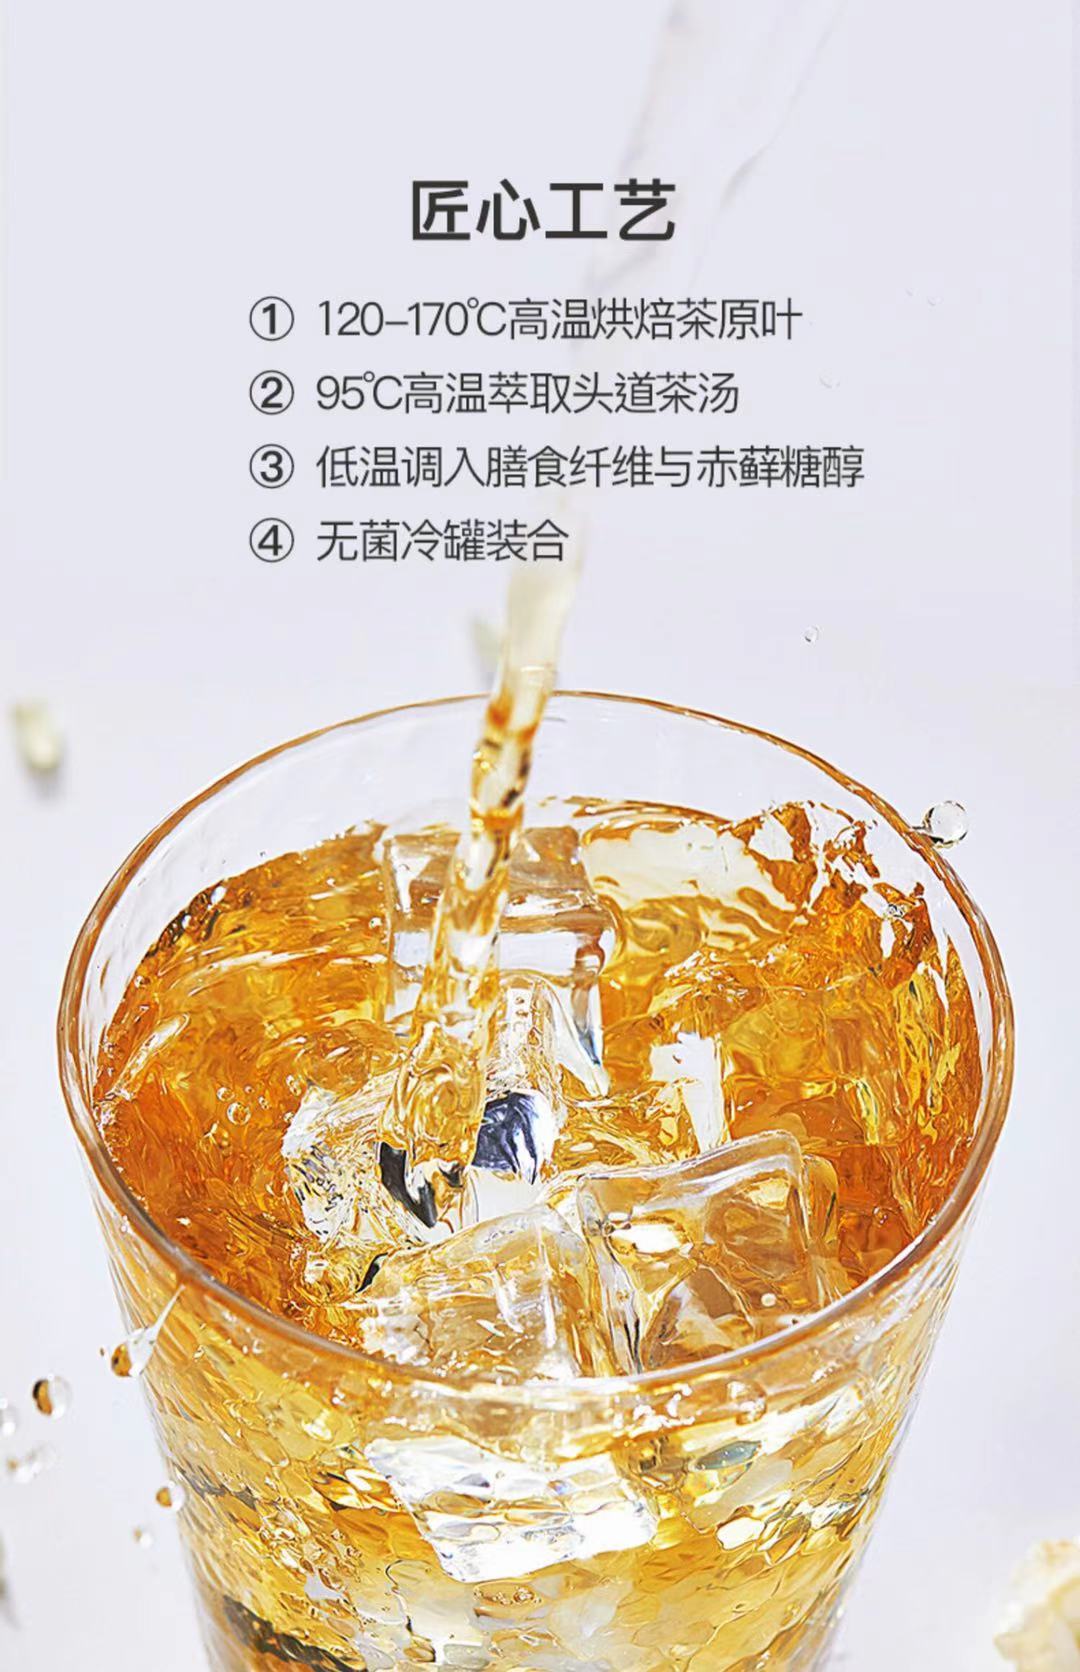 匠心工艺
① 120-170℃高温烘焙茶原叶
② 95℃高温萃取头道茶汤
③ 低温调入膳食纤维与赤藓糖醇
④ 无菌冷罐装合